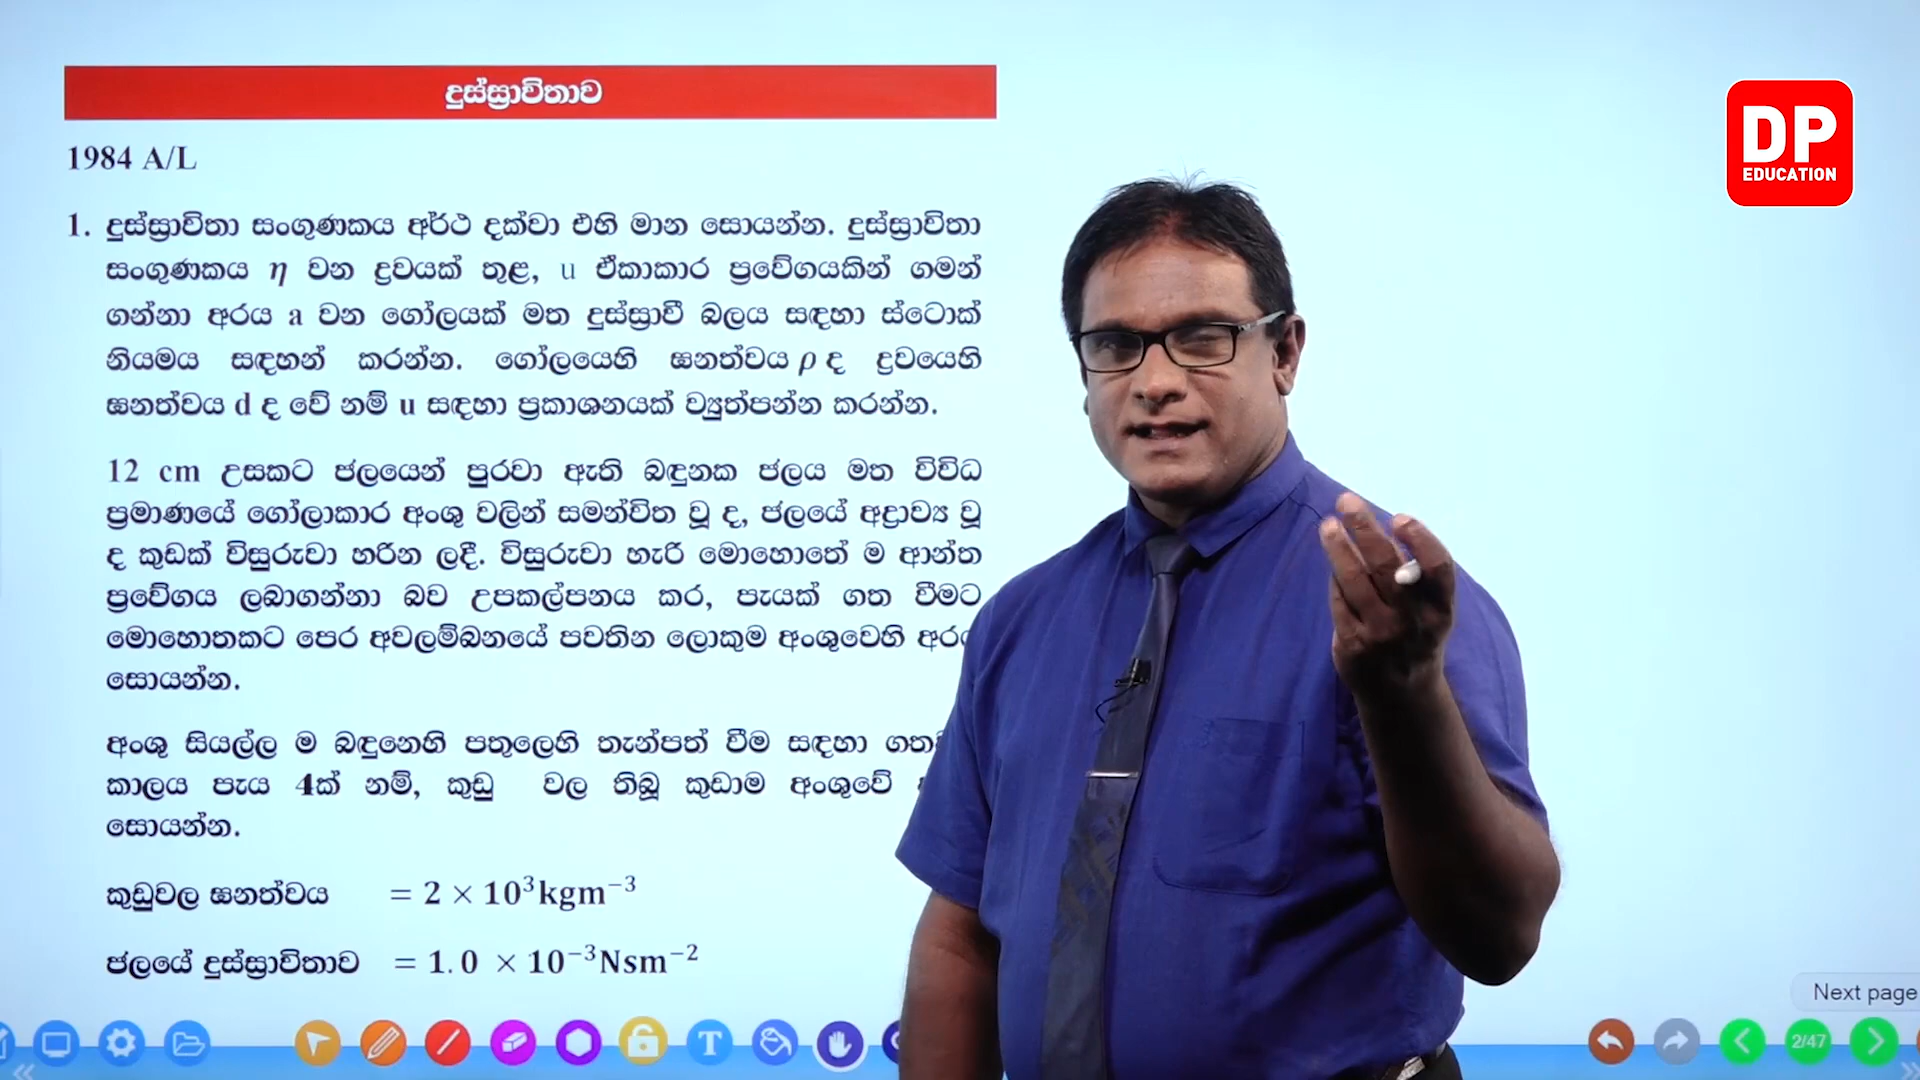 දුස්ස්‍රාවිතාව
DP
EDUCATION
1984 A/L
1. දුස්ස්‍රාවිතා සංගුණකය අර්ථ දක්වා එහි මාන සොයන්න. දුස්ස්‍රාවිතා
සංගුණකය η වන ද්‍රවයක් තුළ, u ඒකාකාර ප්‍රවේගයකින් ගමන්
ගන්නා අරය a වන ගෝලයක් මත දුස්ස්‍රාවී බලය සඳහා ස්ටොක්
නියමය සඳහන් කරන්න. ගෝලයෙහි ඝනත්වය ρ ද ද්‍රවයෙහි
ඝනත්වය d ද වේ නම් u සඳහා ප්‍රකාශනයක් ව්‍යුත්පන්න කරන්න.
12 cm උසකට ජලයෙන් පුරවා ඇති බඳුනක ජලය මත විවිධ
ප්‍රමාණයේ ගෝලාකාර අංශු වලින් සමන්විත වූ ද, ජලයේ අද්‍රාව්‍ය වූ
ද කුඩක් විසුරුවා හරින ලදී. විසුරුවා හැරි මොහොතේ ම ආන්ත
ප්‍රවේගය ලබාගන්නා බව උපකල්පනය කර, පැයක් ගත වීමට
මොහොතකට පෙර අවලම්බනයේ පවතින ලොකුම අංශුවෙහි
සොයන්න.
අංශු සියල්ල ම බඳුනෙහි පතුලෙහි තැන්පත් වීම සඳහා
කාලය පැය 4ක් නම්, කුඩු වල තිබූ කුඩාම අංශුවේ
සොයන්න.
කුඩුවල ඝනත්වය = 2 × 10³kgm⁻³
ජලයේ දුස්ස්‍රාවිතාව = 1.0 × 10⁻³Nsm⁻²
Next page
T
2/47